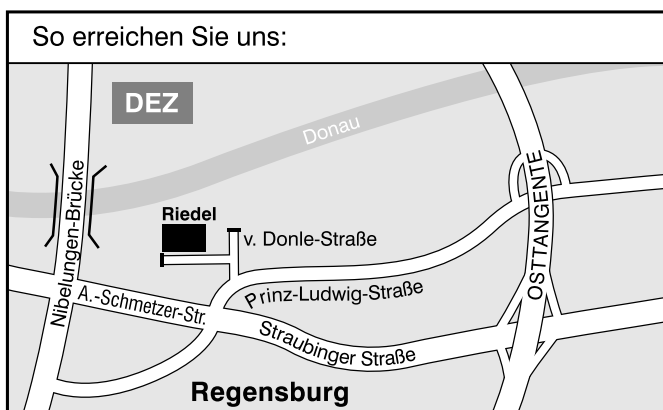 So erreichen Sie uns:
DEZ
Donau
Nibelungen-Brücke
Riedel
v. Donle-Straße
OSTTANGENTE
A.-Schmetzer-Str.
Prinz-Ludwig-Straße
Straubinger Straße
Regensburg